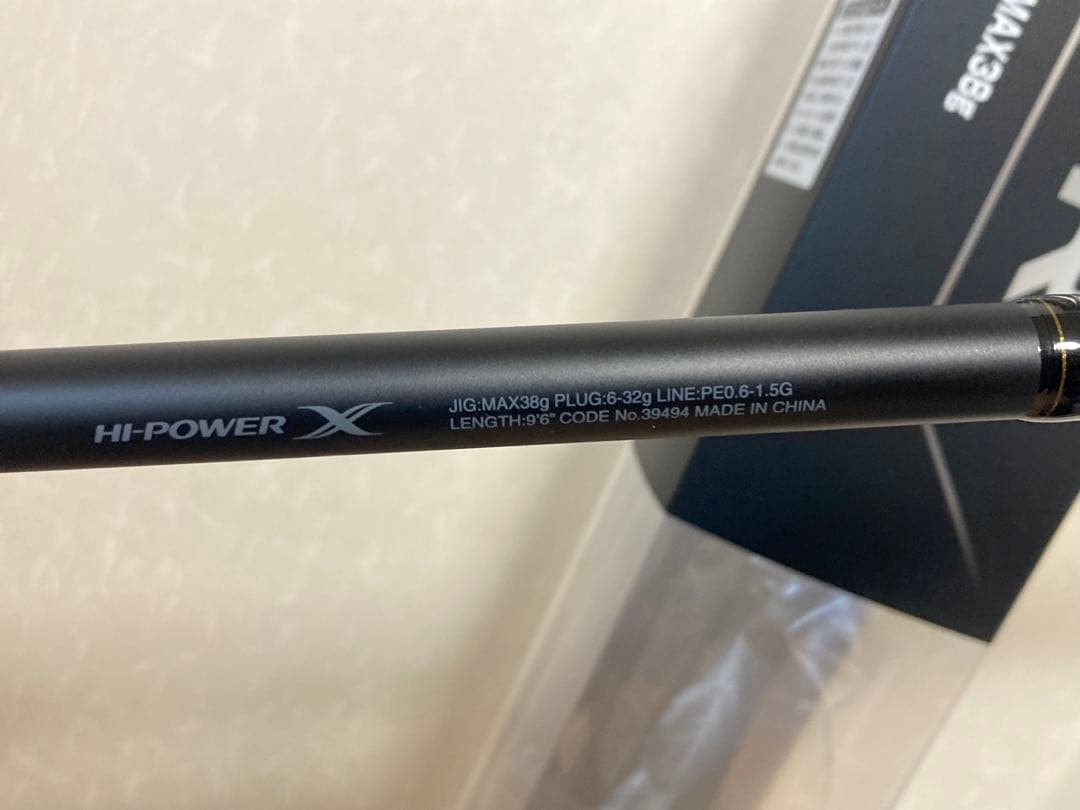 MAX38g
HI-POWER X
JIG:MAX38g PLUG:6-32g LINE:PE0.6-1.5G
LENGTH:9'6" CODE No.39494 MADE IN CHINA